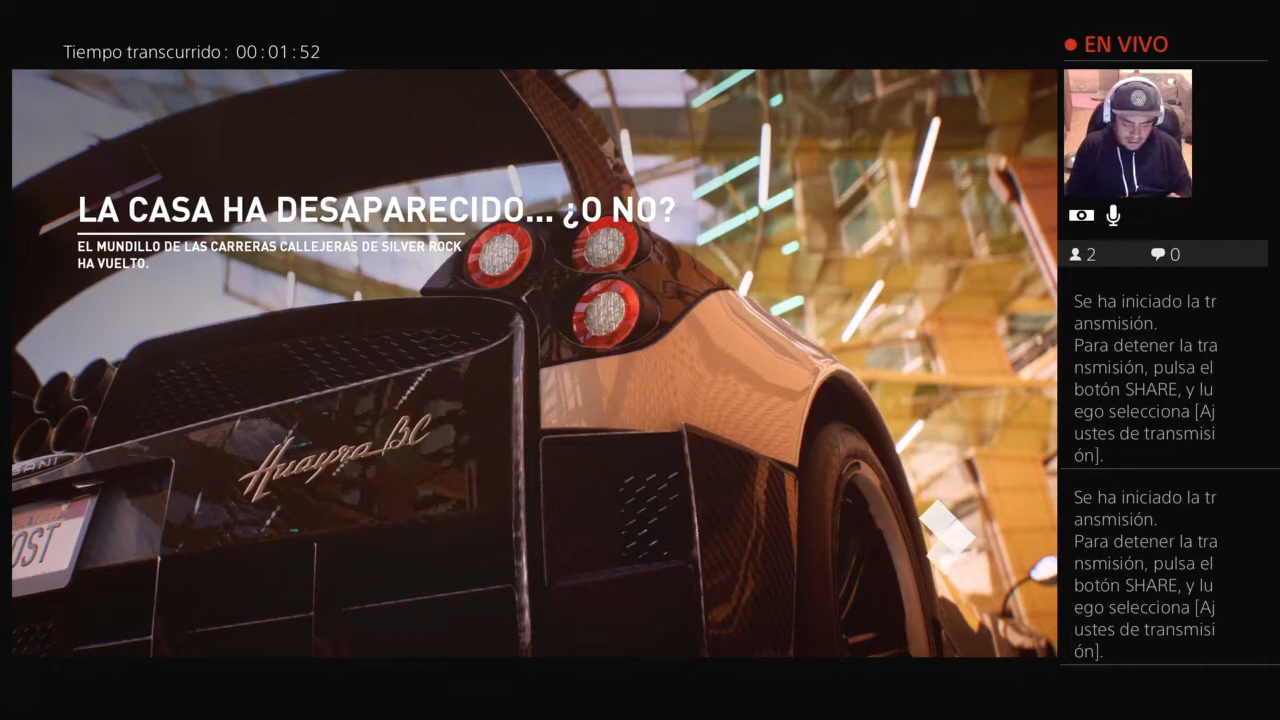 Tiempo transcurrido : 00:01:52
EN VIVO
LA CASA HA DESAPARECIDO... ¿O NO?
EL MUNDILLO DE LAS CARRERAS CALLEJERAS DE SILVER ROCK
HA VUELTO.
2
0
Se ha iniciado la tr
ansmisión.
Para detener la tra
nsmisión, pulsa el
botón SHARE, y lu
ego selecciona [Aj
ustes de transmisi
ón].
Se ha iniciado la tr
ansmisión.
Para detener la tra
nsmisión, pulsa el
botón SHARE, y lu
ego selecciona [Aj
ustes de transmisi
ón].
Huayra BC
OST